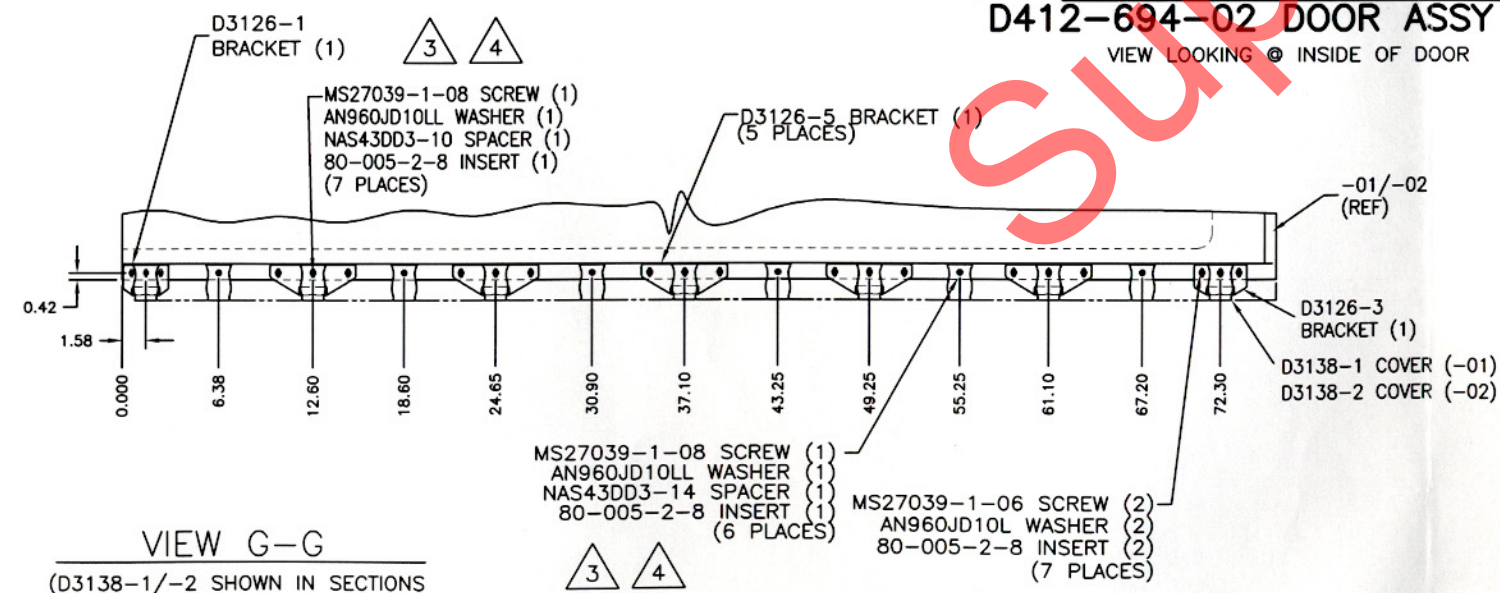 D412-694-02 DOOR ASSY
VIEW LOOKING @ INSIDE OF DOOR
D3126-1
BRACKET (1)
3 4
MS27039-1-08 SCREW (1)
AN960JD10LL WASHER (1)
NAS43DD3-10 SPACER (1)
80-005-2-8 INSERT (1)
(7 PLACES)
D3126-5 BRACKET (1)
(5 PLACES)
-01/-02
(REF)
0.42
1.58
D3126-3
BRACKET (1)
D3138-1 COVER (-01)
D3138-2 COVER (-02)
0.000
6.38
12.60
18.60
24.65
30.90
37.10
43.25
49.25
55.25
61.10
67.20
72.30
MS27039-1-08 SCREW (1)
AN960JD10LL WASHER (1)
NAS43DD3-14 SPACER (1)
80-005-2-8 INSERT (1)
(6 PLACES)
3 4
MS27039-1-06 SCREW (2)
AN960JD10L WASHER (2)
80-005-2-8 INSERT (2)
(7 PLACES)
VIEW G-G
(D3138-1/-2 SHOWN IN SECTIONS
Sup